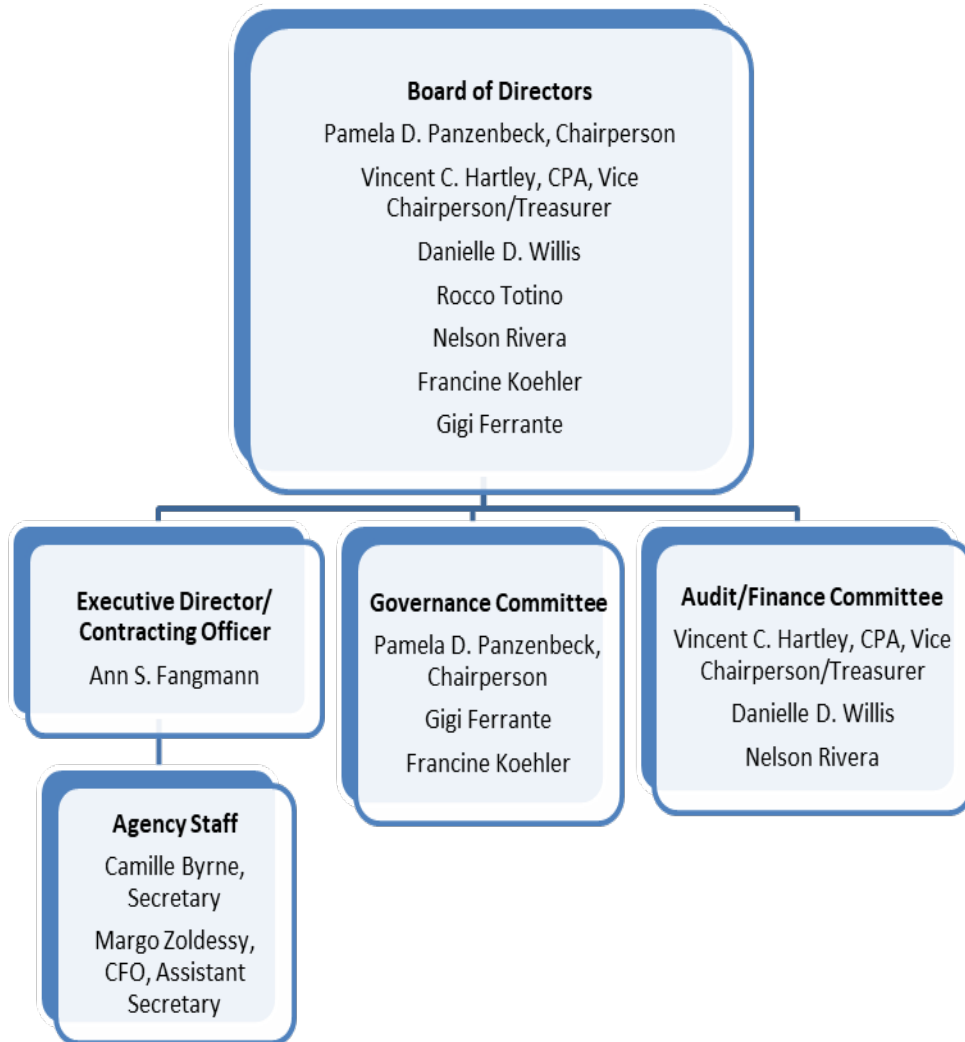 Board of Directors
Pamela D. Panzenbeck, Chairperson
Vincent C. Hartley, CPA, Vice
Chairperson/Treasurer
Danielle D. Willis
Rocco Totino
Nelson Rivera
Francine Koehler
Gigi Ferrante
Executive Director/
Contracting Officer
Ann S. Fangmann
Governance Committee
Pamela D. Panzenbeck,
Chairperson
Gigi Ferrante
Francine Koehler
Audit/Finance Committee
Vincent C. Hartley, CPA, Vice
Chairperson/Treasurer
Danielle D. Willis
Nelson Rivera
Agency Staff
Camille Byrne,
Secretary
Margo Zoldessy,
CFO, Assistant
Secretary